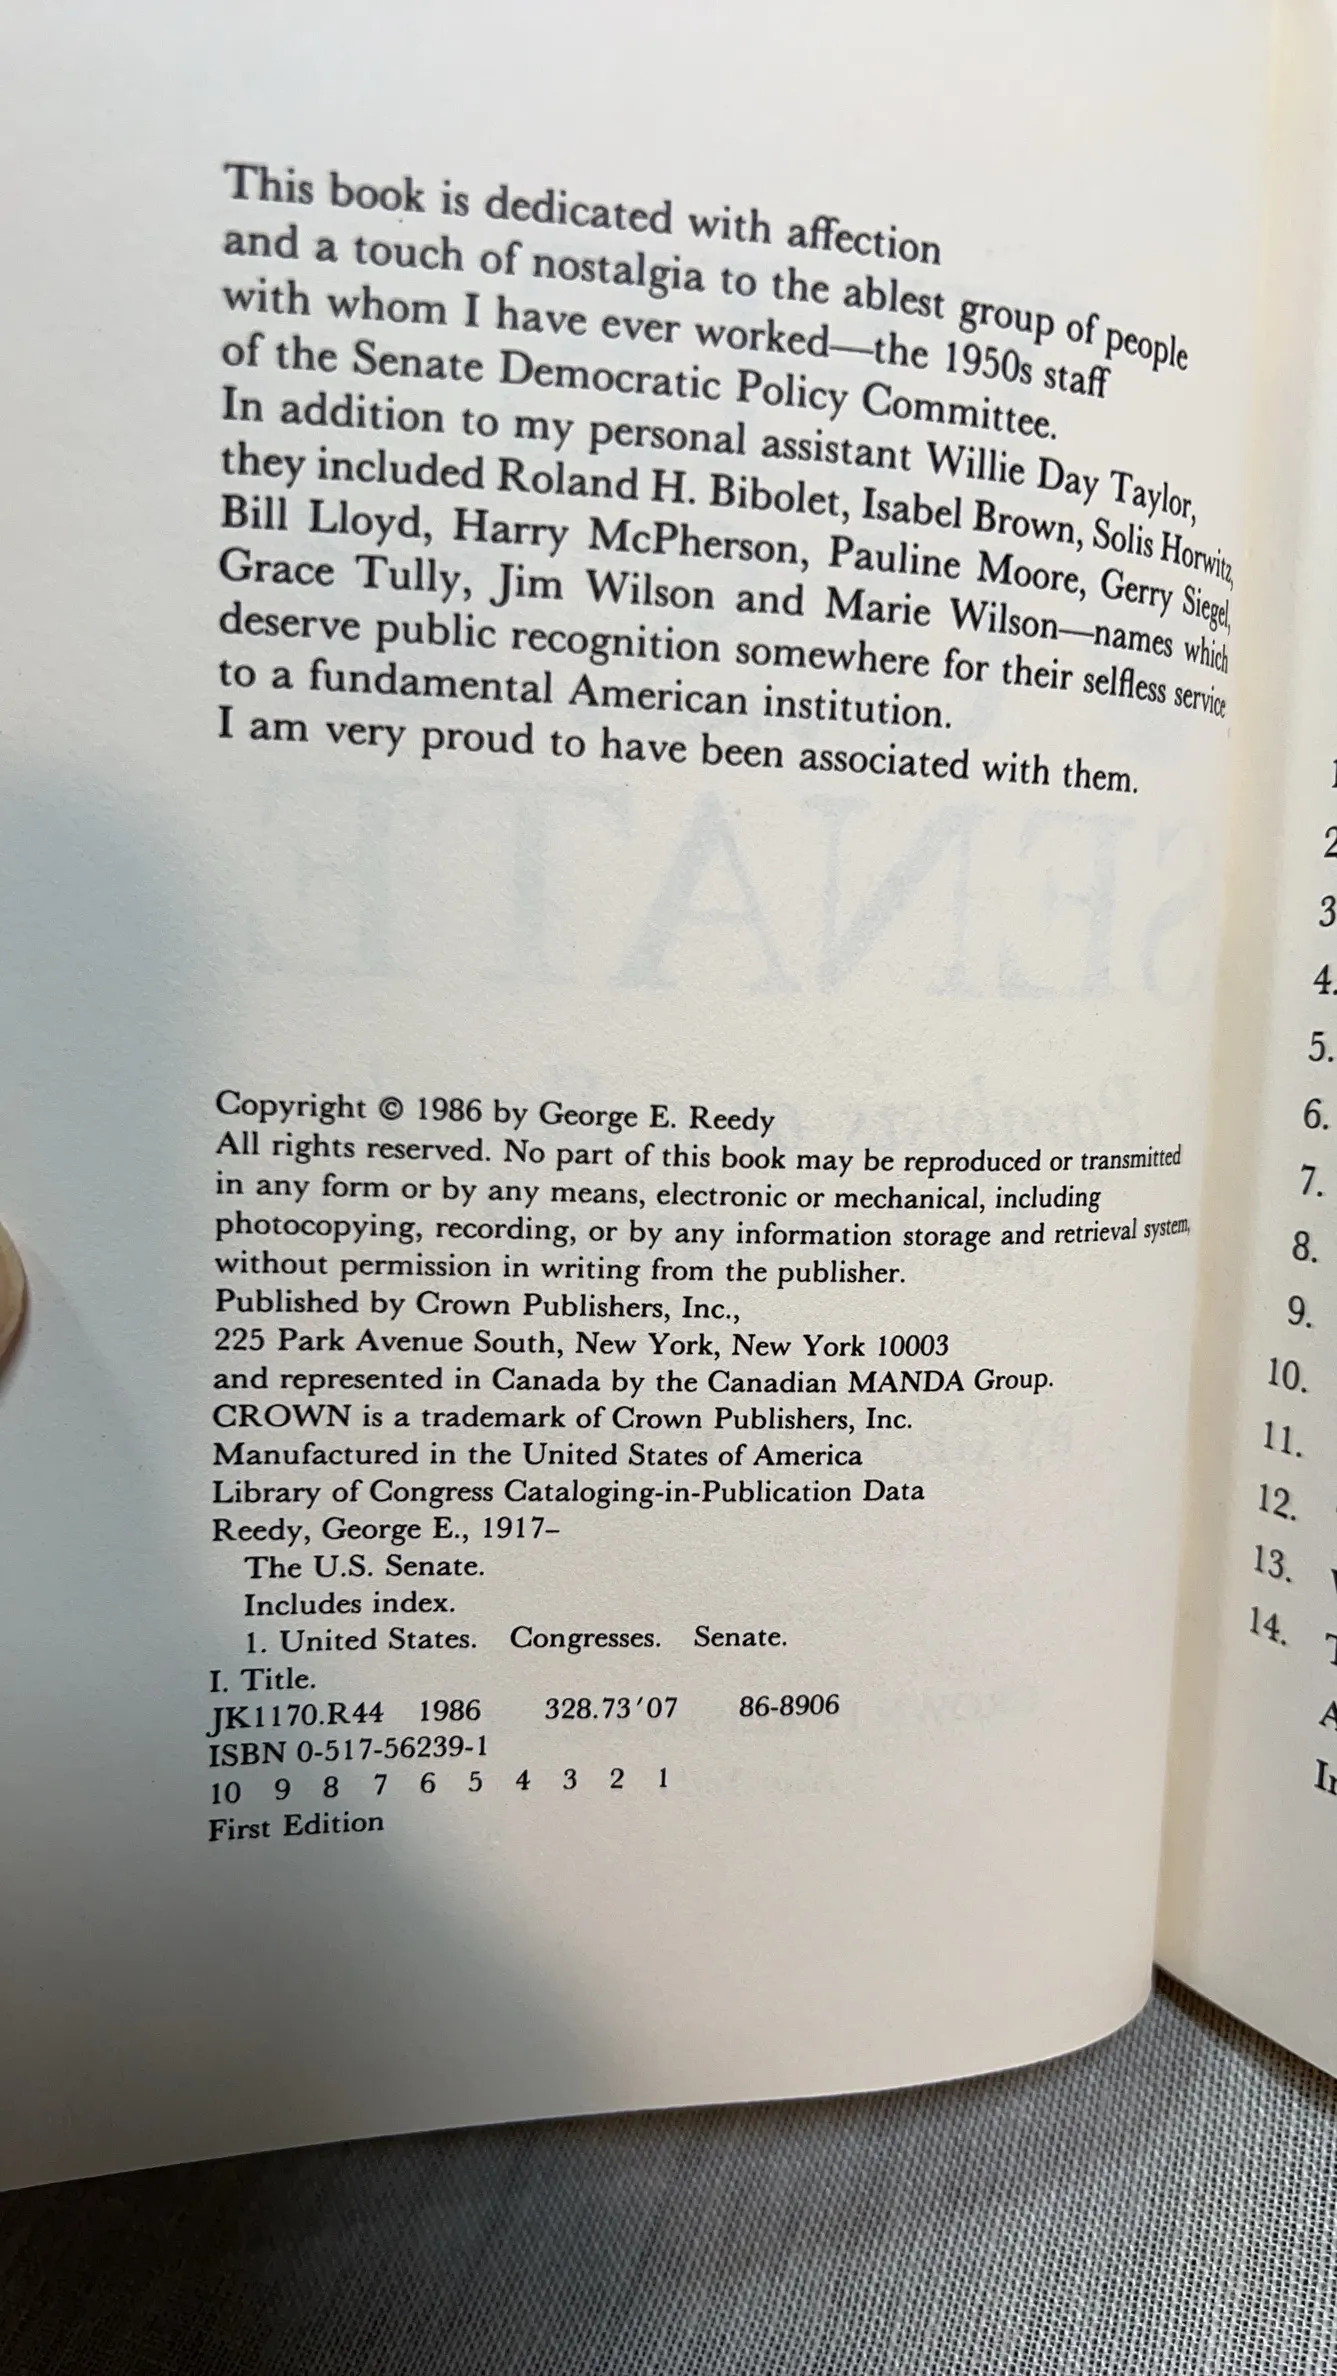 This book is dedicated with affection
and a touch of nostalgia to the ablest group of people
with whom I have ever worked—the 1950s staff
of the Senate Democratic Policy Committee.
In addition to my personal assistant Willie Day Taylor,
they included Roland H. Bibolet, Isabel Brown, Solis Horwitz,
Bill Lloyd, Harry McPherson, Pauline Moore, Gerry Siegel,
Grace Tully, Jim Wilson and Marie Wilson—names which
deserve public recognition somewhere for their selfless service
to a fundamental American institution.
I am very proud to have been associated with them.
SENATE
Copyright © 1986 by George E. Reedy
All rights reserved. No part of this book may be reproduced or transmitted
in any form or by any means, electronic or mechanical, including
photocopying, recording, or by any information storage and retrieval system,
without permission in writing from the publisher.
Published by Crown Publishers, Inc.,
225 Park Avenue South, New York, New York 10003
and represented in Canada by the Canadian MANDA Group.
CROWN is a trademark of Crown Publishers, Inc.
Manufactured in the United States of America
Library of Congress Cataloging-in-Publication Data
Reedy, George E., 1917–
The U.S. Senate.
Includes index.
1. United States. Congresses. Senate.
I. Title.
JK1170.R44 1986 328.73'07 86-8906
ISBN 0-517-56239-1
10 9 8 7 6 5 4 3 2 1
First Edition
1
2
3
4.
5.
6.
7.
8.
9.
10.
11.
12.
13.
14.